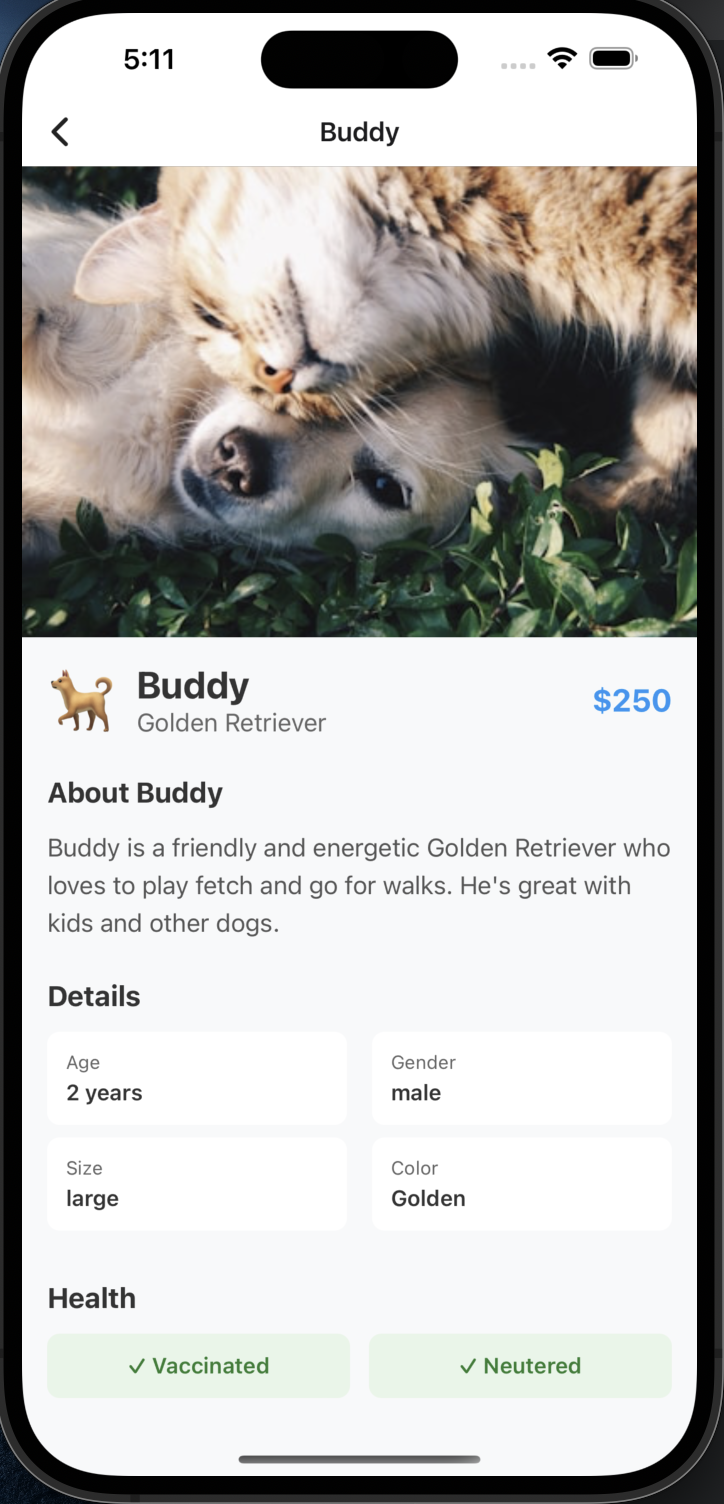 5:11
Buddy
Buddy
Golden Retriever
$250
About Buddy
Buddy is a friendly and energetic Golden Retriever who
loves to play fetch and go for walks. He's great with
kids and other dogs.
Details
Age
2 years
Gender
male
Size
large
Color
Golden
Health
✓ Vaccinated
✓ Neutered